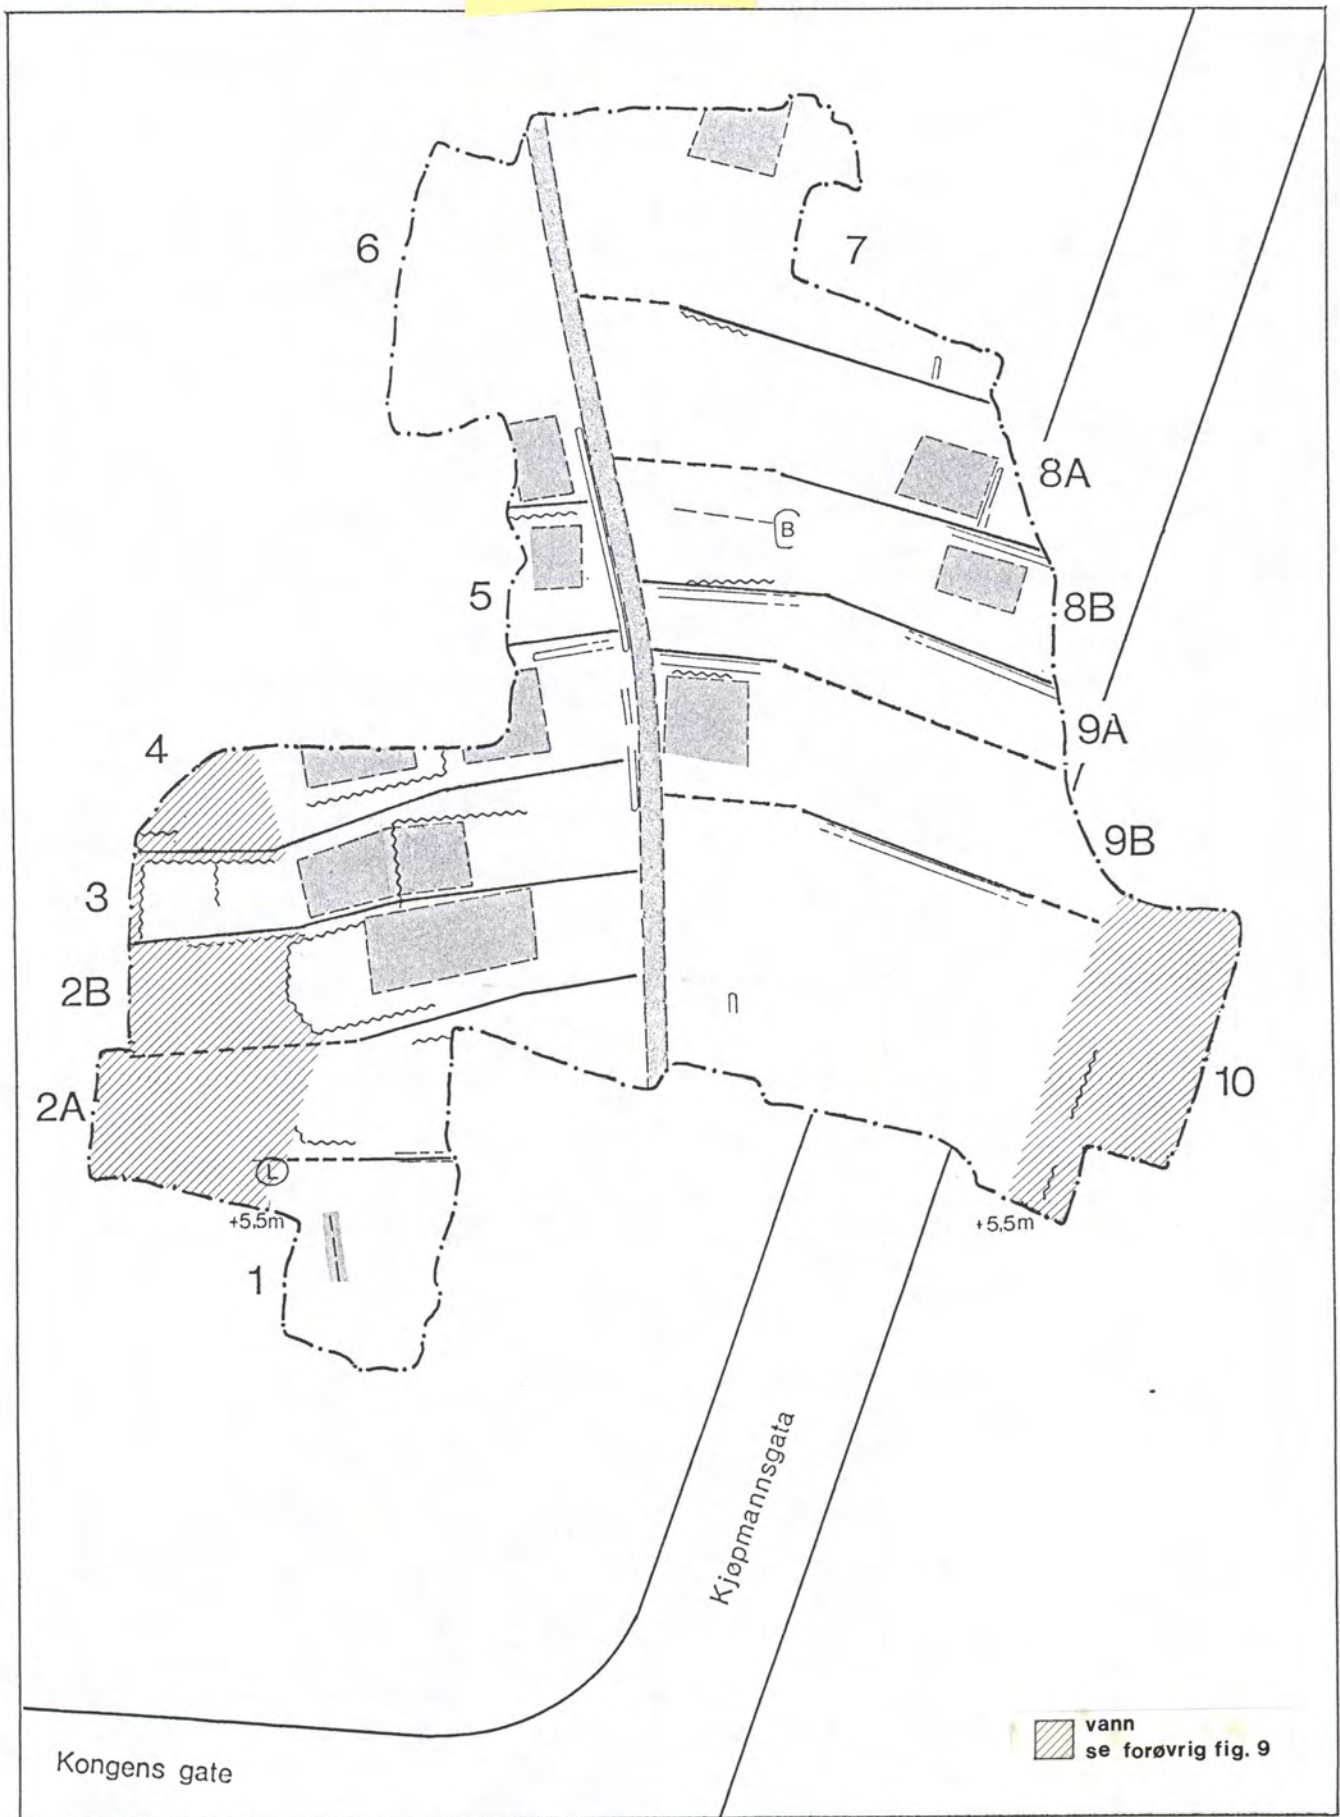 6
7
8A
B
5
8B
9A
4
9B
3
2B
10
2A
L
+5,5m
+5,5m
1
Kjøpmannsgata
vann
se forøvrig fig. 9
Kongens gate